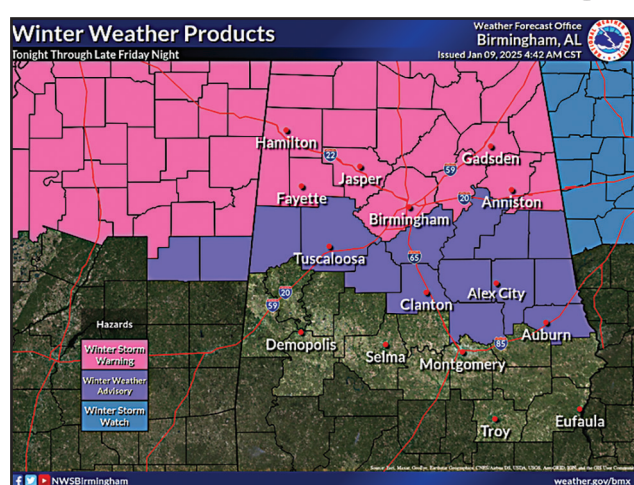 Winter Weather Products
Tonight Through Late Friday Night
Weather Forecast Office
Birmingham, AL
Issued Jan 09, 2025 4:42 AM CST
Hamilton
22
Gadsden
Jasper
59
Fayette
20
Anniston
Birmingham
Tuscaloosa
65
20
59
Clanton
Alex City
Hazards
Winter Storm
Warning
Winter Weather
Advisory
Winter Storm
Watch
Demopolis
Selma
Montgomery
85
Auburn
Troy
Eufaula
NWSBirmingham
weather.gov/bmx